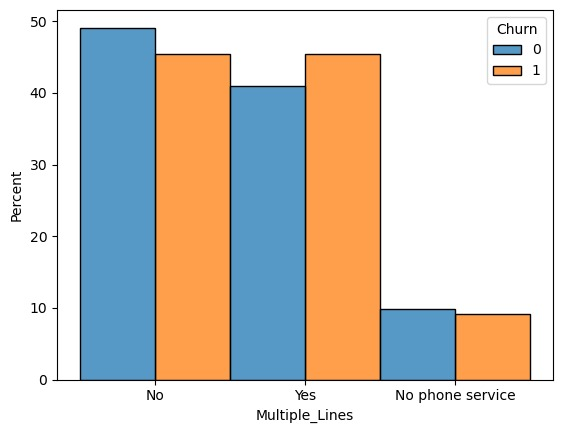 Churn
0
1
50
40
30
20
10
0
Percent
No
Yes
No phone service
Multiple_Lines